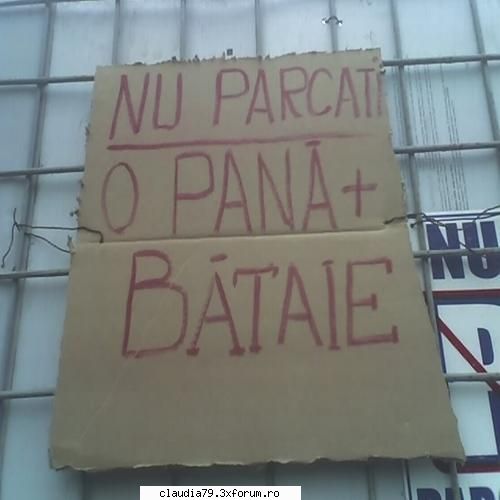 NU PARCATI
O PANĂ +
BĂTAIE
NU
claudia79.3xforum.ro